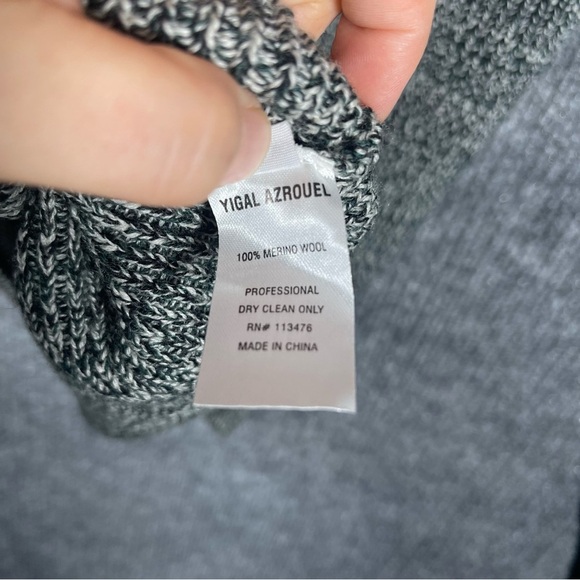 YIGAL AZROUEL
100% MERINO WOOL
PROFESSIONAL
DRY CLEAN ONLY
RN# 113476
MADE IN CHINA